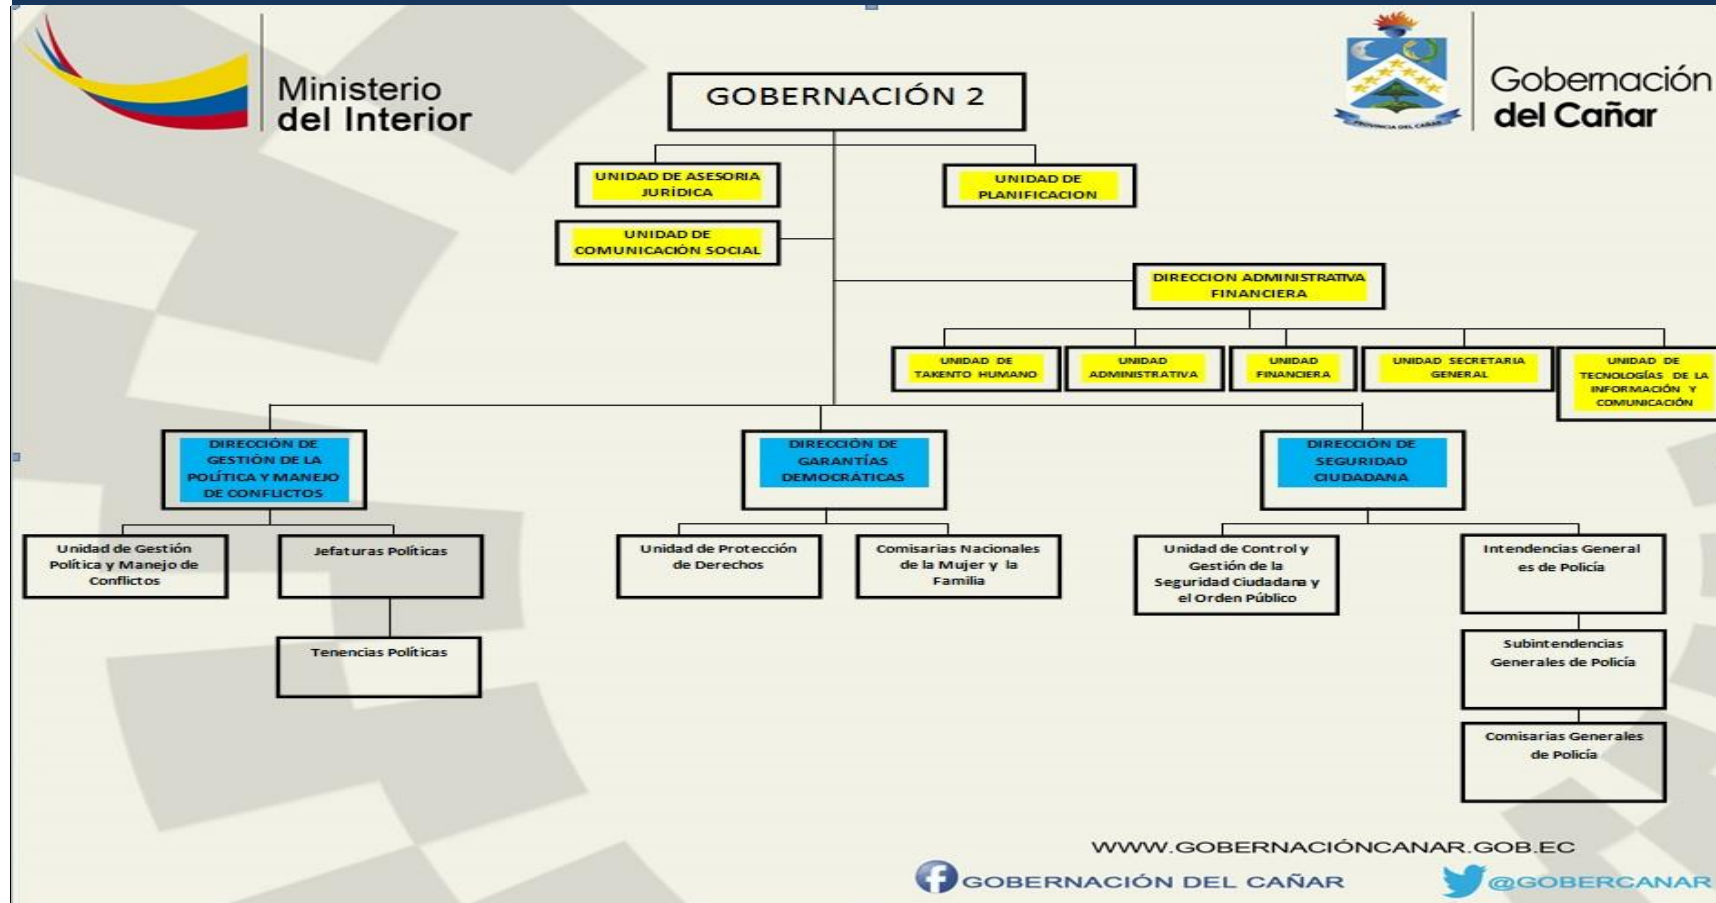 Ministerio
del Interior
GOBERNACIÓN 2
PROVINCIA DEL CAÑAR
Gobernación
del Cañar
UNIDAD DE ASESORIA
JURÍDICA
UNIDAD DE
PLANIFICACION
UNIDAD DE
COMUNICACIÓN SOCIAL
DIRECCION ADMINISTRATIVA
FINANCIERA
UNIDAD DE
TAKENTO HUMANO
UNIDAD
ADMINISTRATIVA
UNIDAD
FINANCIERA
UNIDAD SECRETARIA
GENERAL
UNIDAD DE
TECNOLOGÍAS DE LA
INFORMACIÓN Y
COMUNICACIÓN
DIRECCIÓN DE
GESTIÓN DE LA
POLÍTICA Y MANEJO
DE CONFLICTOS
DIRECCIÓN DE
GARANTÍAS
DEMOCRÁTICAS
DIRECCIÓN DE
SEGURIDAD
CIUDADANA
Unidad de Gestión
Política y Manejo de
Conflictos
Jefaturas Políticas
Unidad de Protección
de Derechos
Comisarias Nacionales
de la Mujer y la
Familia
Unidad de Control y
Gestión de la
Seguridad Ciudadana y
el Orden Público
Intendencias General
es de Policía
Tenencias Políticas
Subintendencias
Generales de Policía
Comisarias Generales
de Policía
WWW.GOBERNACIÓNCANAR.GOB.EC
GOBERNACIÓN DEL CAÑAR
@GOBERCANAR